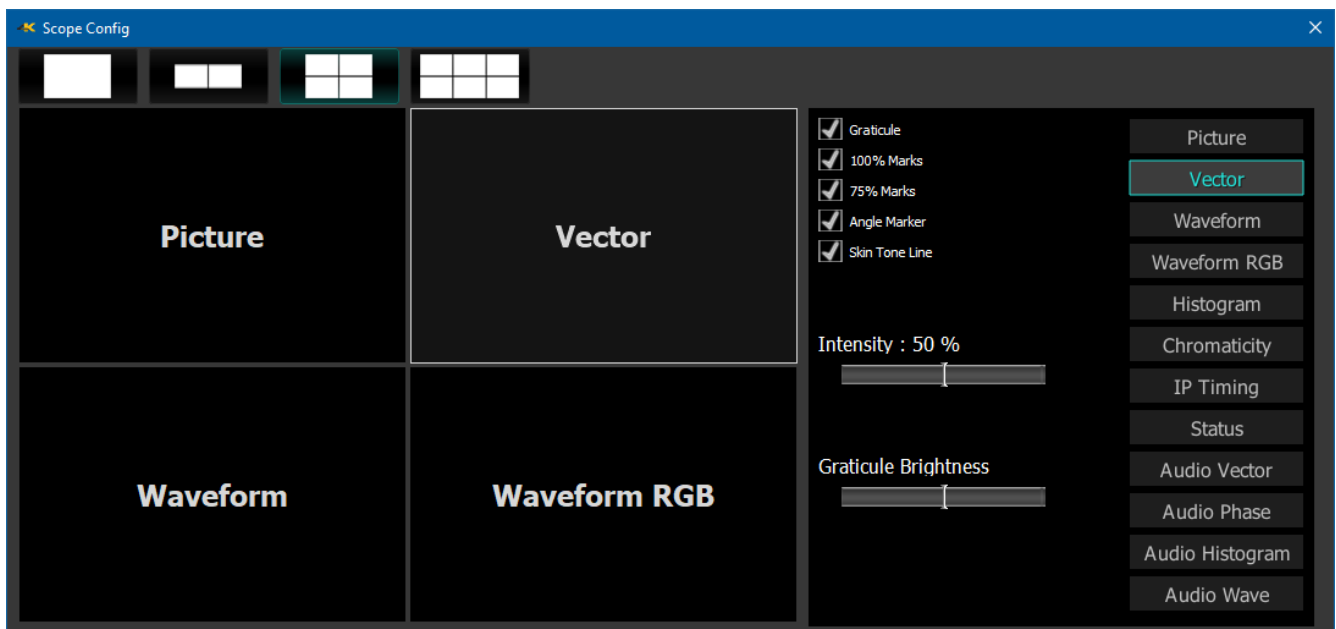 Scope Config
Picture
Vector
Waveform
Waveform RGB
Graticule
100% Marks
75% Marks
Angle Marker
Skin Tone Line
Intensity : 50 %
Graticule Brightness
Picture
Vector
Waveform
Waveform RGB
Histogram
Chromaticity
IP Timing
Status
Audio Vector
Audio Phase
Audio Histogram
Audio Wave